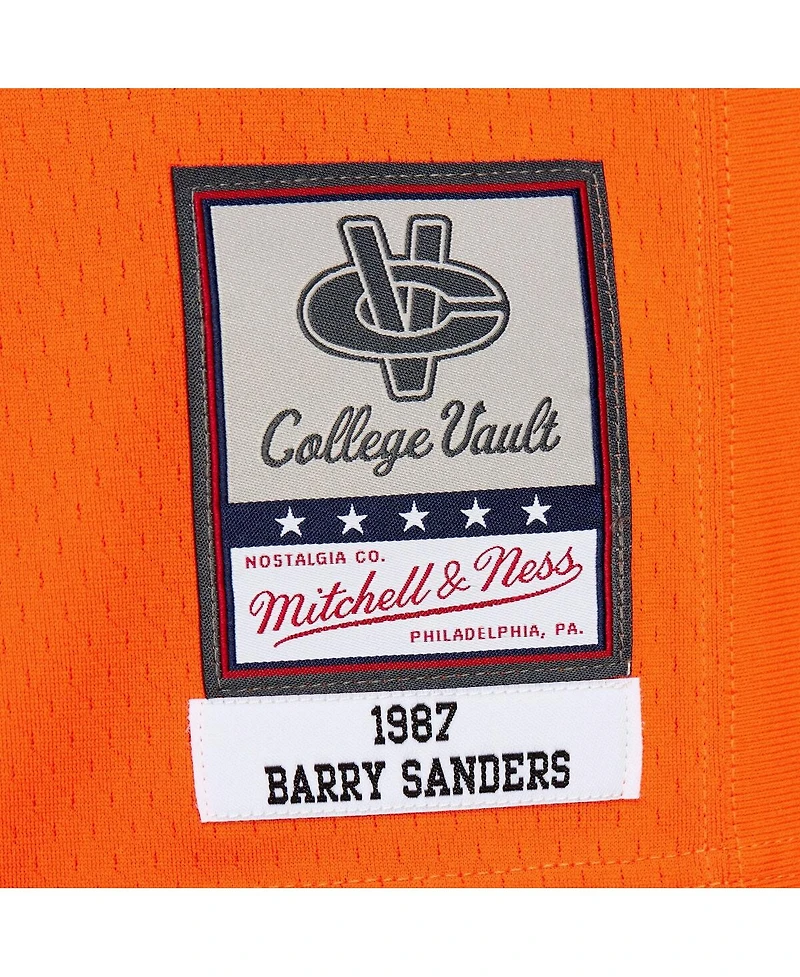 College Vault
NOSTALGIA CO.
Mitchell & Ness
PHILADELPHIA, PA.
1987
BARRY SANDERS